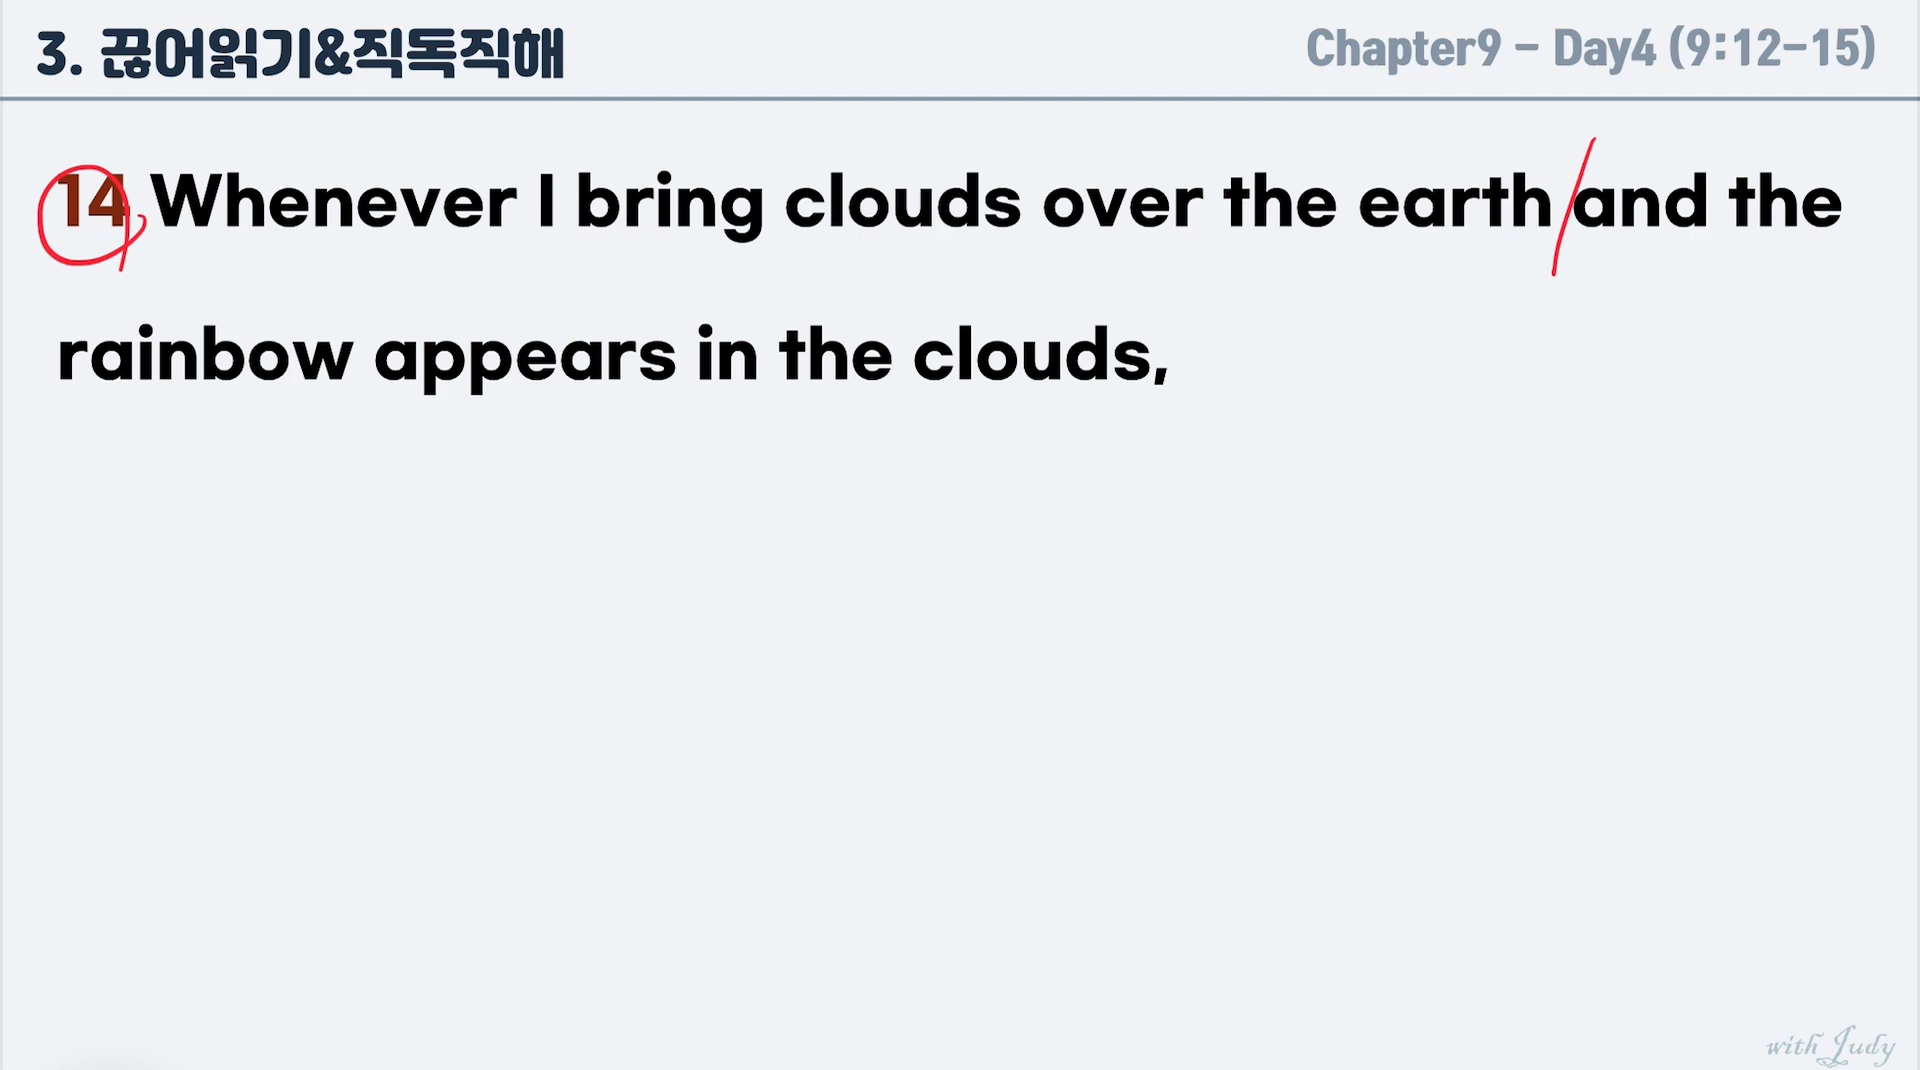 3. 끊어읽기&직독직해
Chapter9 - Day4 (9:12-15)
14 Whenever I bring clouds over the earth and the
rainbow appears in the clouds,
with Judy